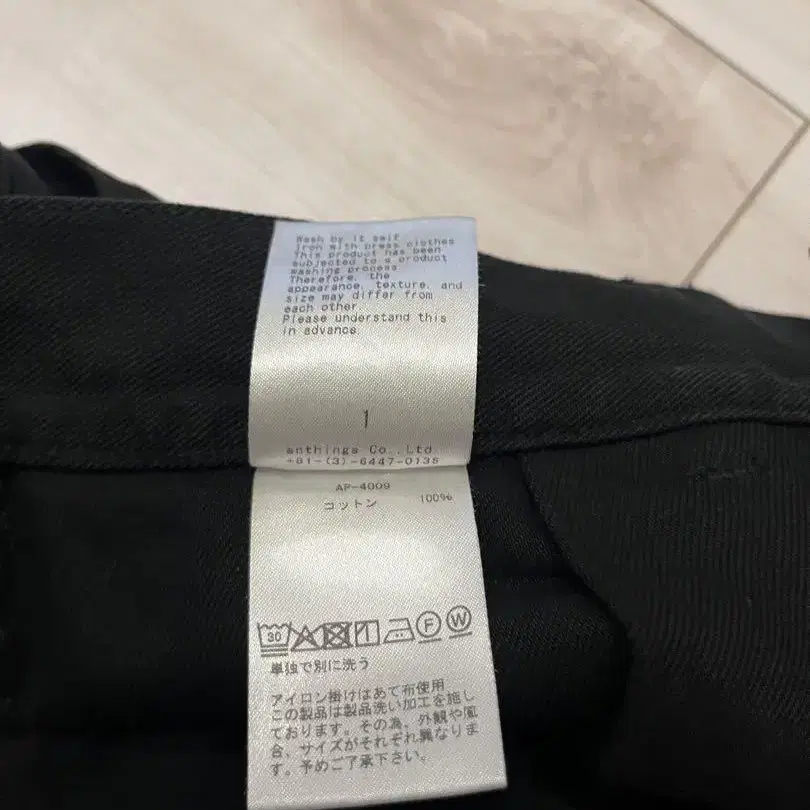 Wash by it self
Iron with press clothes
This product has been
subjected to a product
washing process
Therefore, the
appearance, texture, and
size may differ from
each other.
Please understand this
in advance.
1
anthings Co.,Ltd.
+81-(3)-6447-0135
AP-4009
コットン 100%
30
F W
単独で別に洗う
アイロン掛けはあて布使用
この製品は製品洗い加工を施し
ております。その為、外観や風
合、サイズがそれぞれ異なりま
す。予めご了承下さい。